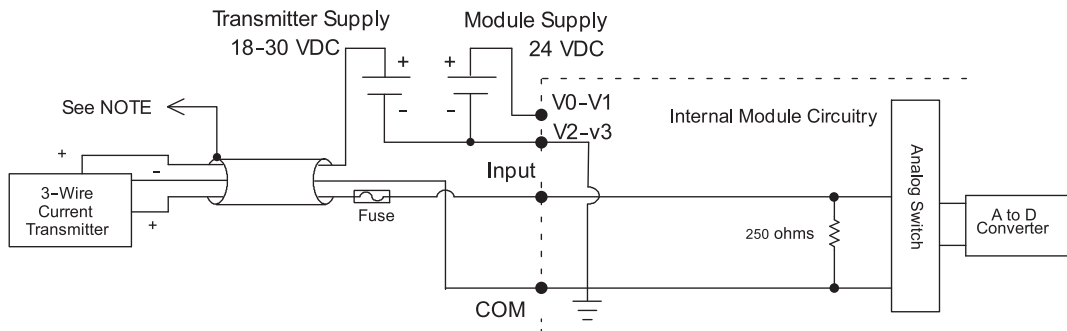 Transmitter Supply
18-30 VDC
Module Supply
24 VDC
+
-
+
-
See NOTE
V0-V1
V2-v3
Internal Module Circuitry
Input
+
-
+
3-Wire
Current
Transmitter
Fuse
250 ohms
Analog Switch
A to D
Converter
COM